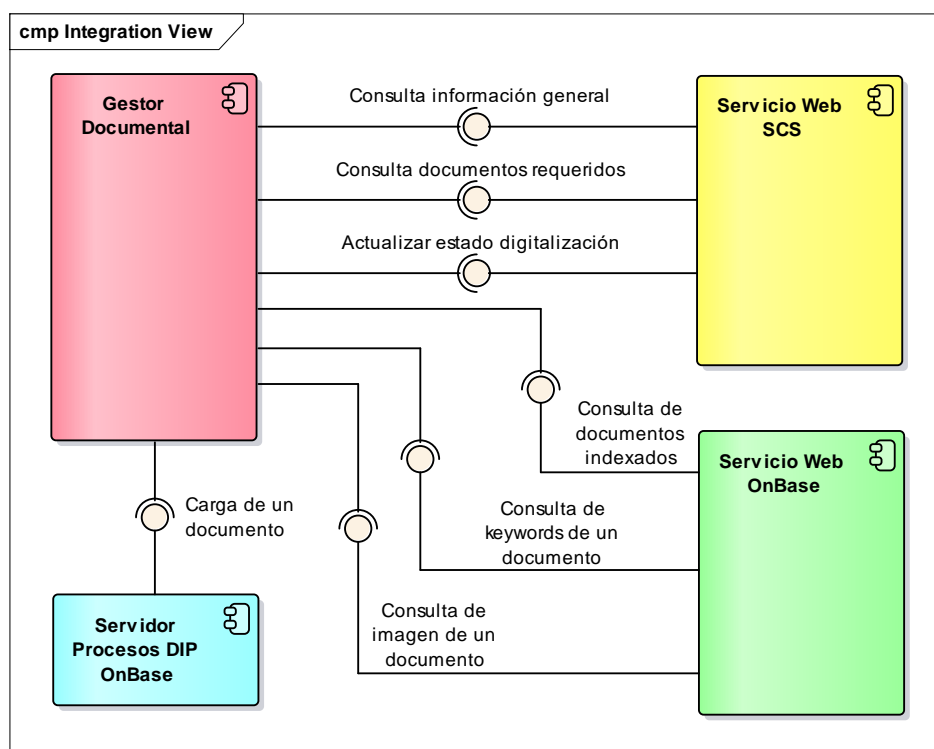 cmp Integration View
Gestor
Documental
Consulta información general
Servicio Web
SCS
Consulta documentos requeridos
Actualizar estado digitalización
Consulta de
documentos
indexados
Servicio Web
OnBase
Carga de un
documento
Consulta de
keywords de un
documento
Servidor
Procesos DIP
OnBase
Consulta de
imagen de un
documento